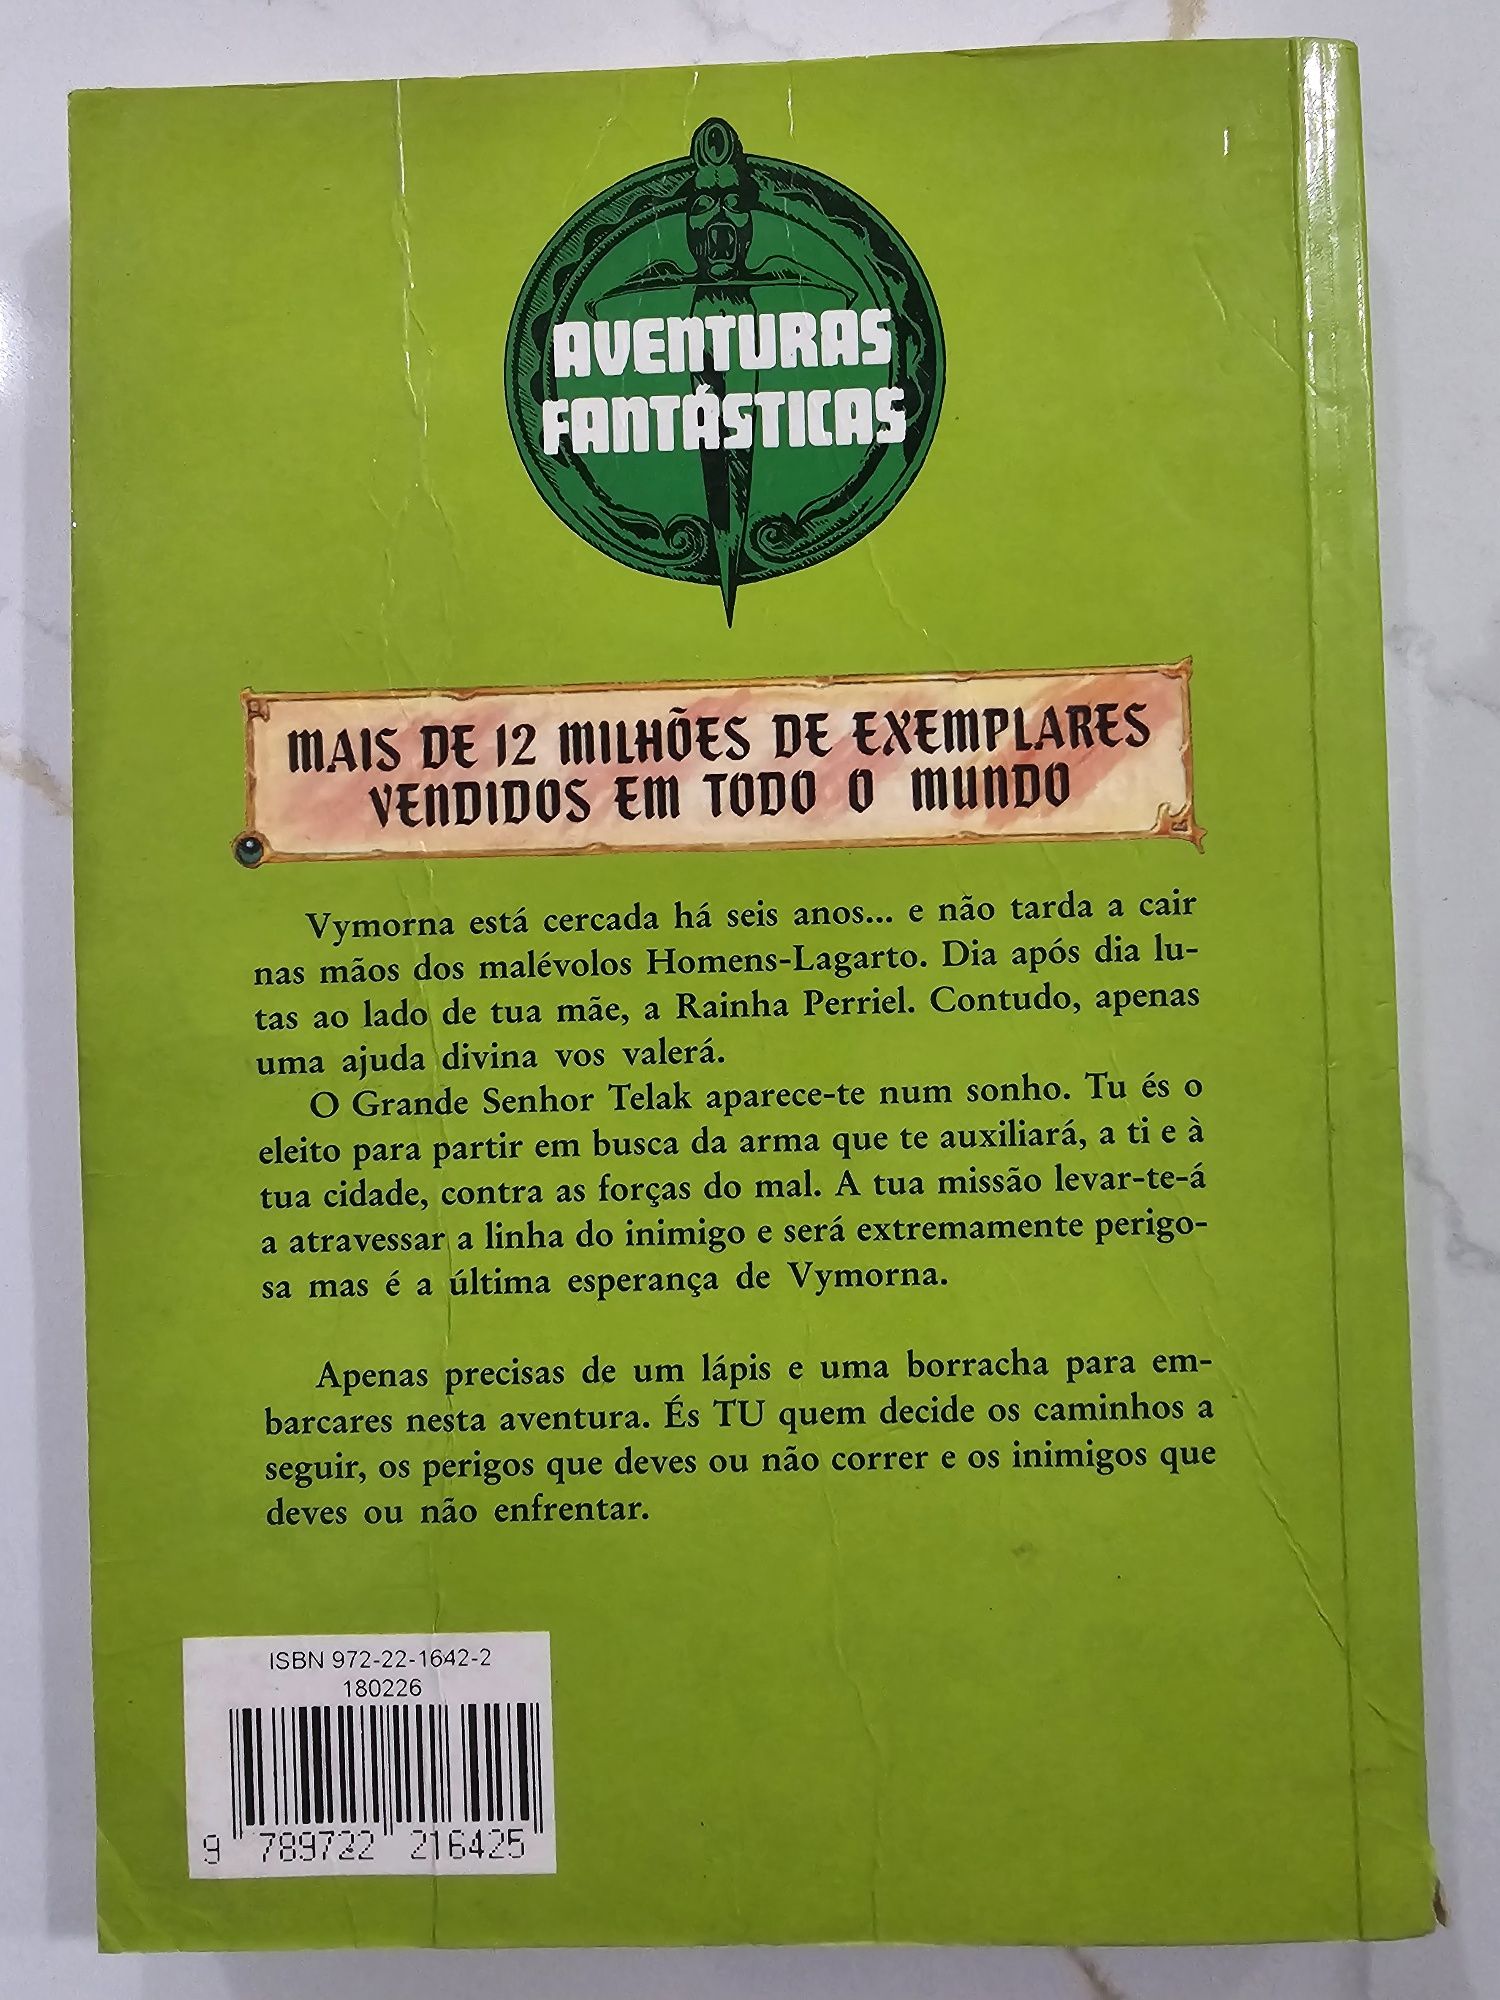 AVENTURAS
FANTÁSTICAS
MAIS DE 12 MILHÕES DE EXEMPLARES
VENDIDOS EM TODO O MUNDO
Vymorna está cercada há seis anos... e não tarda a cair
nas mãos dos malévolos Homens-Lagarto. Dia após dia lu-
tas ao lado de tua mãe, a Rainha Perriel. Contudo, apenas
uma ajuda divina vos valerá.
O Grande Senhor Telak aparece-te num sonho. Tu és o
eleito para partir em busca da arma que te auxiliará, a ti e à
tua cidade, contra as forças do mal. A tua missão levar-te-á
a atravessar a linha do inimigo e será extremamente perigo-
sa mas é a última esperança de Vymorna.
Apenas precisas de um lápis e uma borracha para em-
barcares nesta aventura. És TU quem decide os caminhos a
seguir, os perigos que deves ou não correr e os inimigos que
deves ou não enfrentar.
ISBN 972-22-1642-2
180226
9 789722 216425